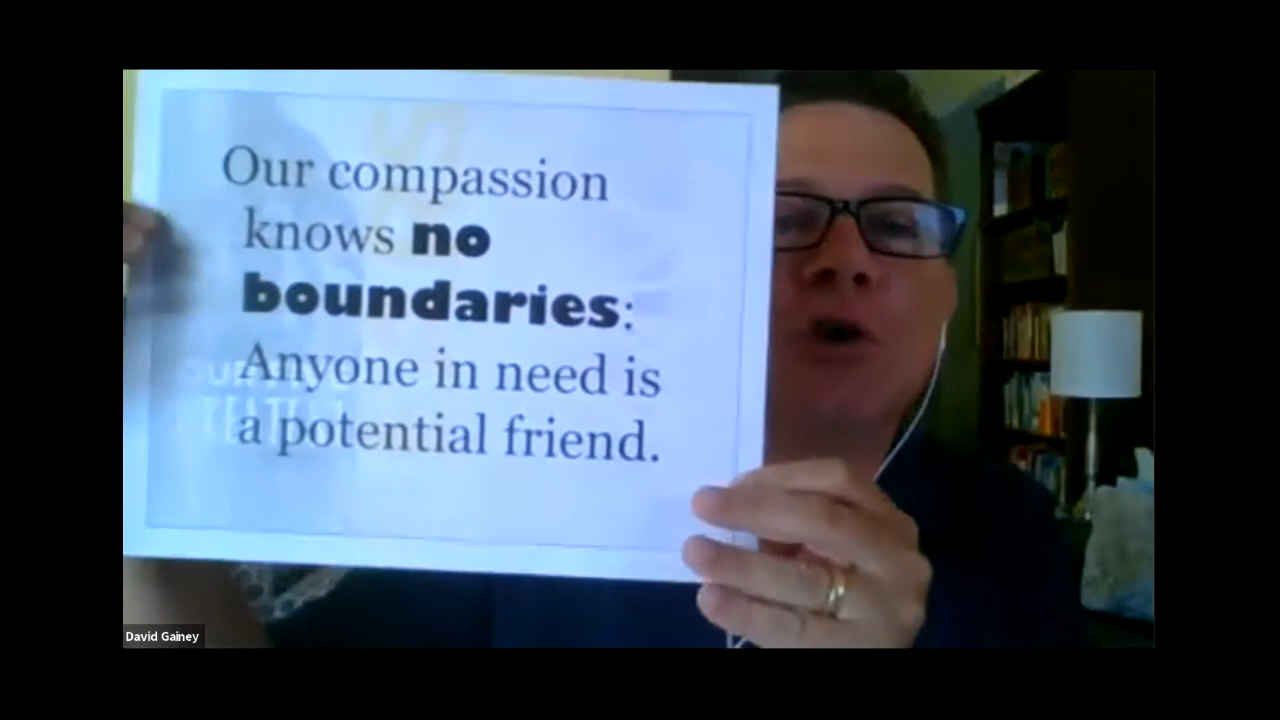 Our compassion
knows no
boundaries:
Anyone in need is
a potential friend.
David Gainey